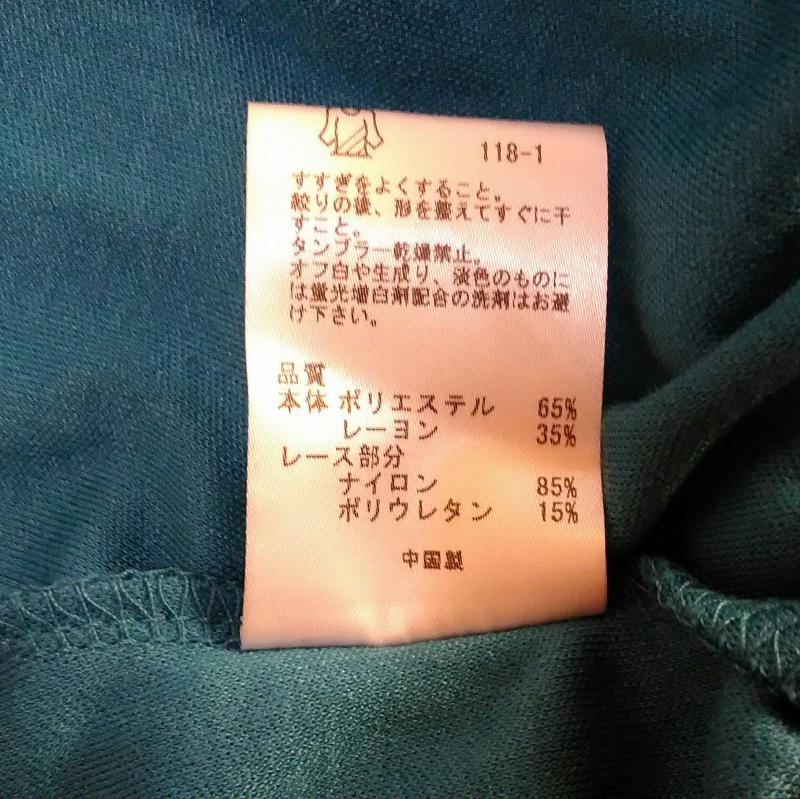 118-1
すすぎをよくすること。
絞りの後、形を整えてすぐに干
すこと。
タンブラー乾燥禁止。
オフ白や生成り、淡色のものに
は蛍光増白剤配合の洗剤はお避
け下さい。
品質
本体 ポリエステル 65%
レーヨン 35%
レース部分
ナイロン 85%
ポリウレタン 15%
中国製